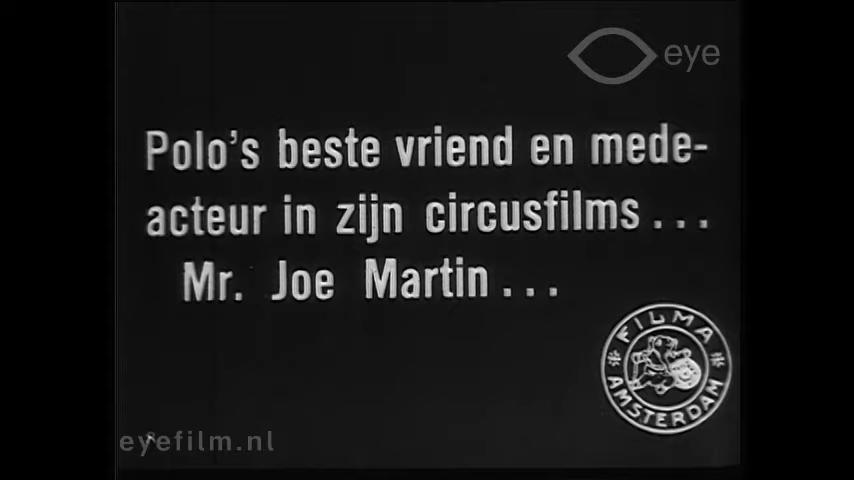 eye
Polo's beste vriend en mede-
acteur in zijn circusfilms...
Mr. Joe Martin...
FILMA
AMSTERDAM
eyefilm.nl